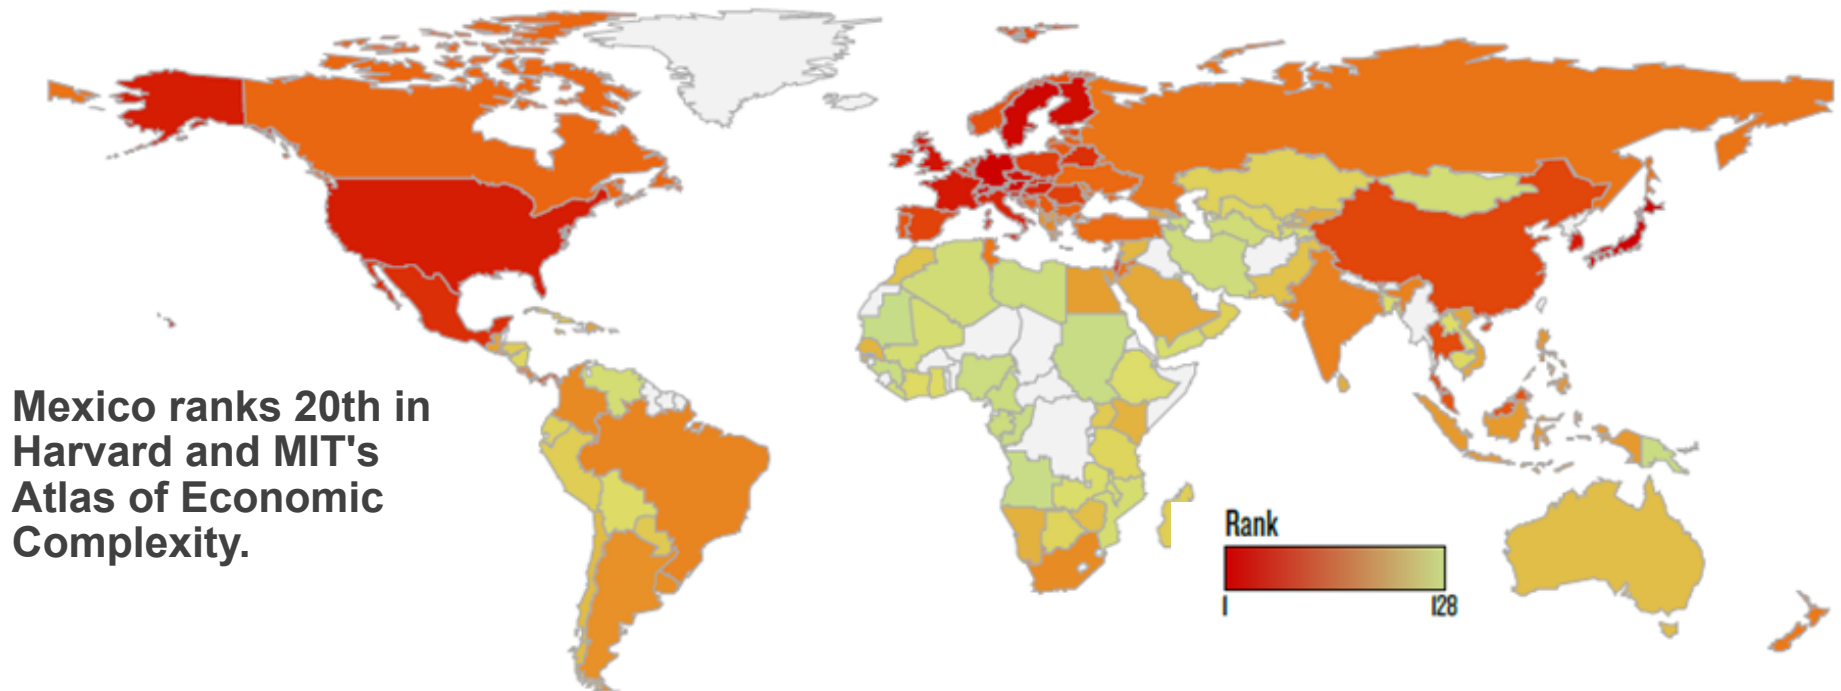 Mexico ranks 20th in
Harvard and MIT's
Atlas of Economic
Complexity.
Rank
1
128